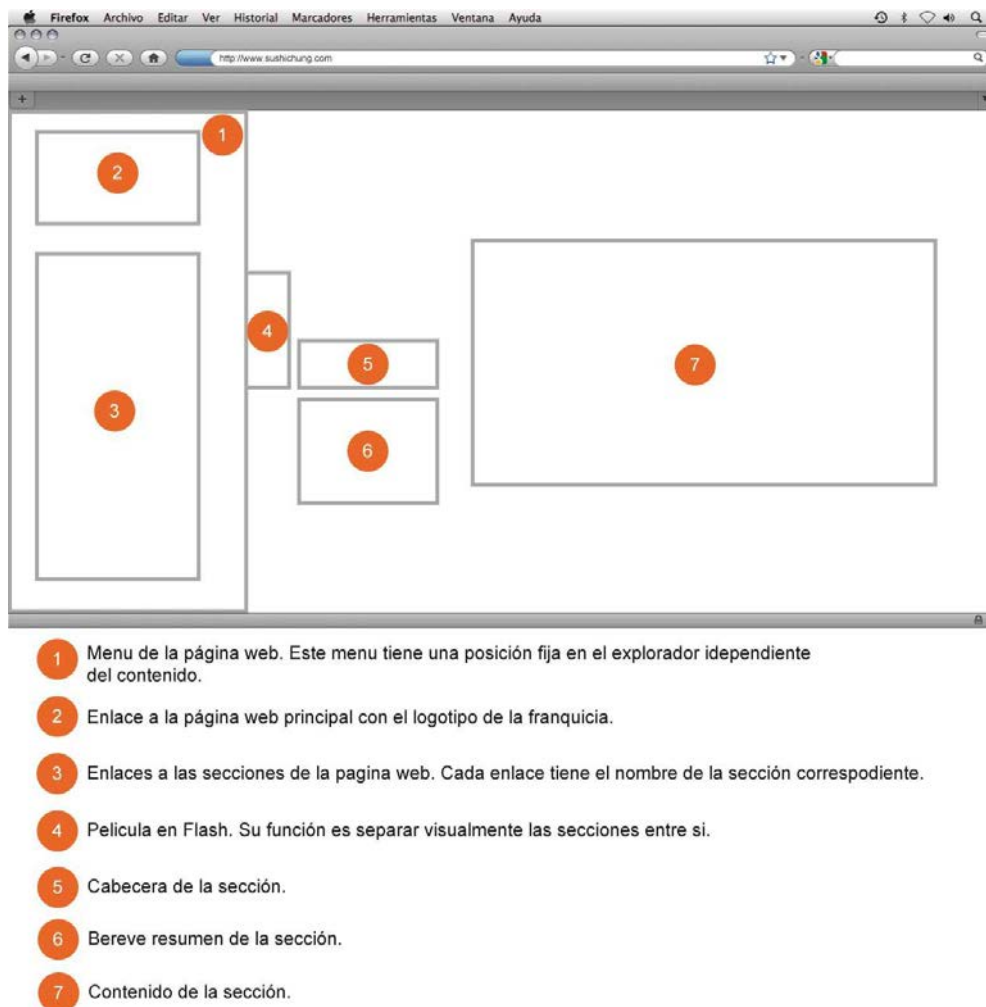 Firefox Archivo Editar Ver Historial Marcadores Herramientas Ventana Ayuda
http://www.sushichung.com
+
1
2
3
4
5
6
7
1 Menu de la página web. Este menu tiene una posición fija en el explorador idependiente
del contenido.
2 Enlace a la página web principal con el logotipo de la franquicia.
3 Enlaces a las secciones de la pagina web. Cada enlace tiene el nombre de la sección correspodiente.
4 Pelicula en Flash. Su función es separar visualmente las secciones entre si.
5 Cabecera de la sección.
6 Bereve resumen de la sección.
7 Contenido de la sección.